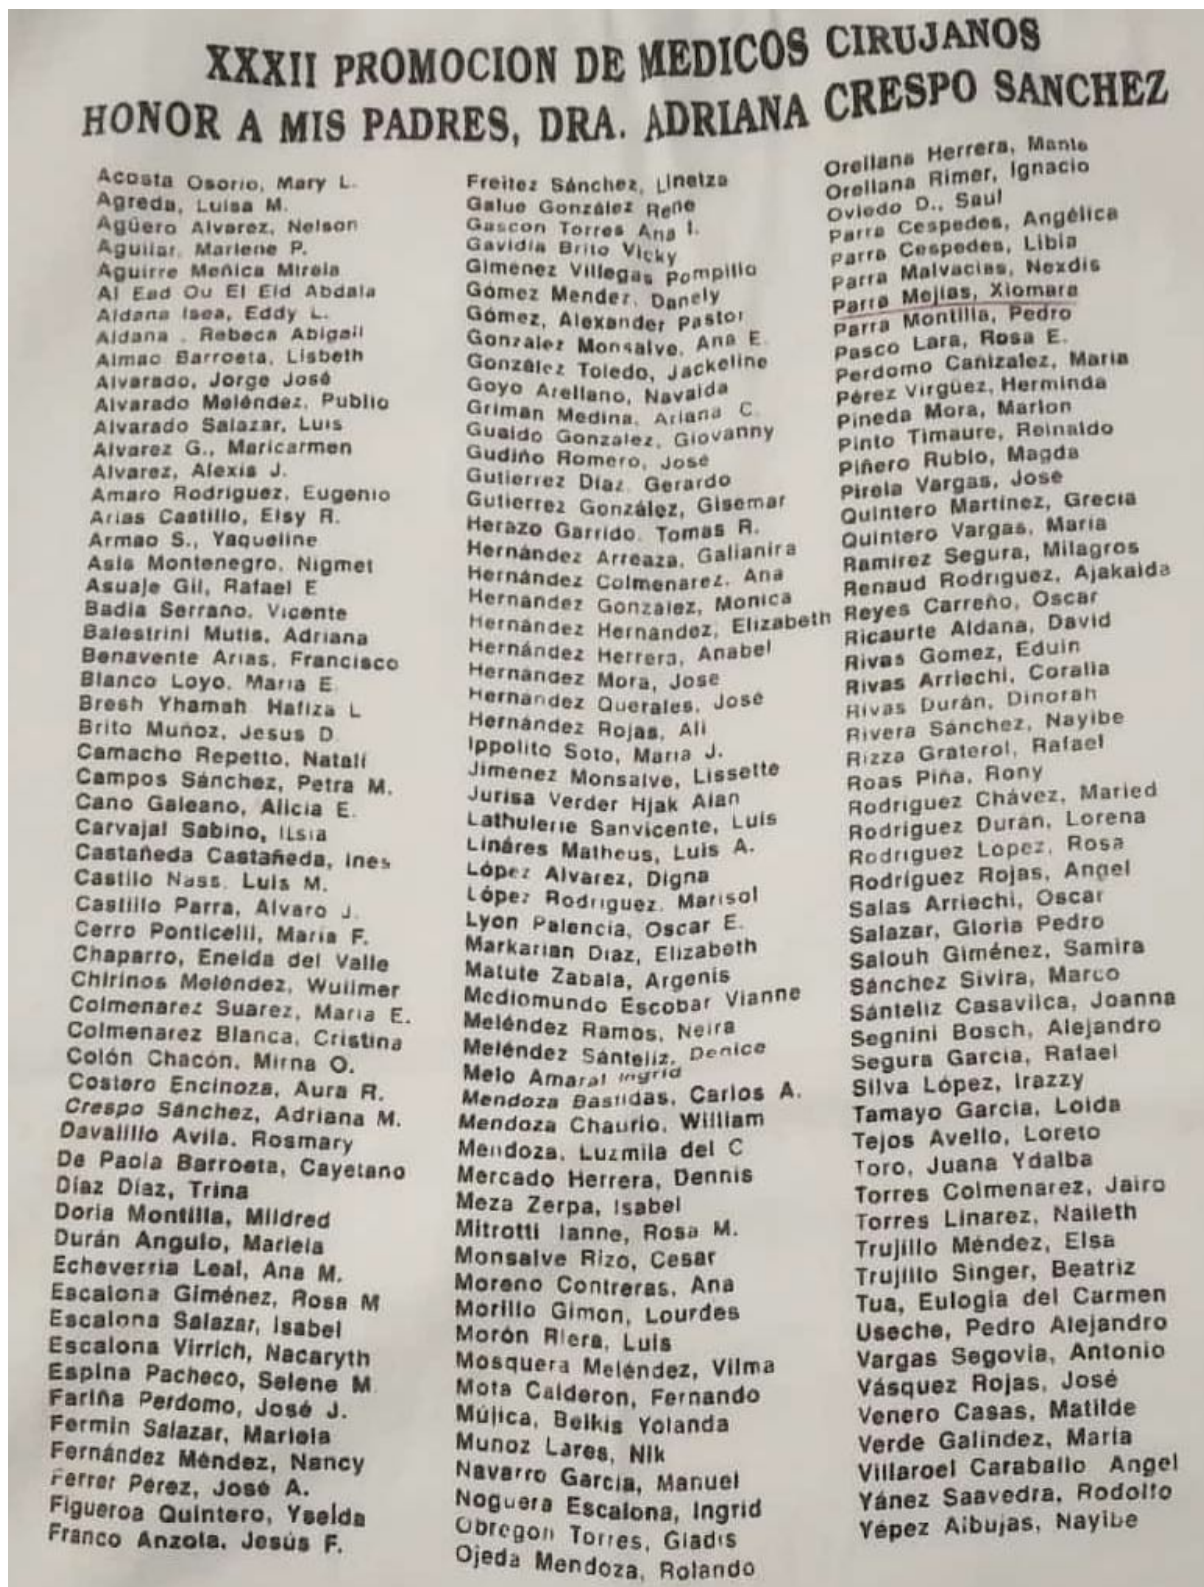 XXXII PROMOCION DE MEDICOS CIRUJANOS
HONOR A MIS PADRES, DRA. ADRIANA CRESPO SANCHEZ
Acosta Osorio, Mary L.
Agreda, Luisa M.
Agüero Alvarez, Nelson
Aguilar, Marlene P.
Aguirre Meñica Mireia
Al Ead Ou El Eid Abdala
Aldana Isea, Eddy L.
Aldana , Rebeca Abigail
Almao Barroeta, Lisbeth
Alvarado, Jorge José
Alvarado Meléndez, Publio
Alvarado Salazar, Luis
Alvarez G., Maricarmen
Alvarez, Alexis J.
Amaro Rodriguez, Eugenio
Arias Castillo, Elsy R.
Armao S., Yaqueline
Asis Montenegro, Nigmet
Asuaje Gil, Rafael E
Badia Serrano, Vicente
Balestrini Mutis, Adriana
Benavente Arias, Francisco
Blanco Loyo, Maria E.
Bresh Yhamah Hafiza L
Brito Muñoz, Jesus D.
Camacho Repetto, Natalí
Campos Sánchez, Petra M.
Cano Galeano, Alicia E.
Carvajal Sabino, Ilsia
Castañeda Castañeda, Ines
Castilo Nass, Luis M.
Castillo Parra, Alvaro J.
Cerro Ponticelli, Maria F.
Chaparro, Eneida del Valle
Chirinos Meléndez, Wuilmer
Colmenarez Suarez, Maria E.
Colmenarez Blanca, Cristina
Colón Chacón, Mirna O.
Costero Encinoza, Aura R.
Crespo Sánchez, Adriana M.
Davalillo Avila, Rosmary
De Paola Barroeta, Cayetano
Díaz Díaz, Trina
Doria Montilla, Mildred
Durán Angulo, Mariela
Echeverria Leal, Ana M.
Escalona Giménez, Rosa M
Escalona Salazar, Isabel
Escalona Virrich, Nacaryth
Espina Pacheco, Selene M.
Fariña Perdomo, José J.
Fermin Salazar, Mariela
Fernández Méndez, Nancy
Ferrer Pérez, José A.
Figueroa Quintero, Yselda
Franco Anzola, Jesús F.
Freitez Sánchez, Linetza
Galue González Rene
Gascon Torres Ana I.
Gavidia Brito Vicky
Gimenez Villegas Pompilio
Gómez Mendez, Danely
Gómez, Alexander Pastor
Gonzalez Monsalve, Ana E.
González Toledo, Jackeline
Goyo Arellano, Navaida
Griman Medina, Ariana C.
Gualdo Gonzalez, Giovanny
Gudiño Romero, José
Gutierrez Diaz, Gerardo
Gutierrez González, Gisemar
Herazo Garrido, Tomas R.
Hernández Arreaza, Galianira
Hernández Colmenarez, Ana
Hernandez González, Monica
Hernández Hernandez, Elizabeth
Hernández Herrera, Anabel
Hernandez Mora, Jose
Hernandez Querales, José
Hernández Rojas, Ali
Ippolito Soto, Maria J.
Jimenez Monsalve, Lissette
Jurisa Verder Hjak Alan
Lathulerie Sanvicente, Luis
Lináres Matheus, Luis A.
López Alvarez, Digna
López Rodriguez, Marisol
Lyon Palencia, Oscar E.
Markarian Diaz, Elizabeth
Matute Zabala, Argenis
Mediomundo Escobar Vianne
Meléndez Ramos, Neira
Meléndez Sánteliz, Denice
Melo Amaral Ingrid
Mendoza Bastidas, Carlos A.
Mendoza Chaurio, William
Mendoza, Luzmila del C
Mercado Herrera, Dennis
Meza Zerpa, Isabel
Mitrotti Ianne, Rosa M.
Monsalve Rizo, Cesar
Moreno Contreras, Ana
Morillo Gimon, Lourdes
Morón Riera, Luis
Mosquera Meléndez, Vilma
Mota Calderon, Fernando
Mújica, Belkis Yolanda
Munoz Lares, Nik
Navarro García, Manuel
Noguera Escalona, Ingrid
Obregon Torres, Gladis
Ojeda Mendoza, Rolando
Orellana Herrera, Mante
Orellana Rimer, Ignacio
Oviedo D., Saul
Parra Cespedes, Angélica
Parra Cespedes, Libia
Parra Malvacias, Nexdis
Parra Mejias, Xiomara
Parra Montilla, Pedro
Pasco Lara, Rosa E.
Perdomo Cañizalez, Maria
Pérez Virgüez, Herminda
Pineda Mora, Marlon
Pinto Timaure, Reinaldo
Piñero Rubio, Magda
Pirela Vargas, Jose
Quintero Martínez, Grecia
Quintero Vargas, Maria
Ramirez Segura, Milagros
Renaud Rodriguez, Ajakaida
Reyes Carreño, Oscar
Ricaurte Aldana, David
Rivas Gomez, Eduin
Rivas Arriechi, Coralia
Rivas Durán, Dinorah
Rivera Sánchez, Nayibe
Rizza Graterol, Rafael
Roas Piña, Rony
Rodriguez Chávez, Maried
Rodriguez Durán, Lorena
Rodriguez Lopez, Rosa
Rodríguez Rojas, Angel
Salas Arriechi, Oscar
Salazar, Gloria Pedro
Salouh Giménez, Samira
Sánchez Sivira, Marco
Sánteliz Casavilca, Joanna
Segnini Bosch, Alejandro
Segura Garcia, Rafael
Silva López, Irazzy
Tamayo Garcia, Loida
Tejos Avello, Loreto
Toro, Juana Ydalba
Torres Colmenarez, Jairo
Torres Linarez, Naileth
Trujillo Méndez, Elsa
Trujillo Singer, Beatriz
Tua, Eulogia del Carmen
Useche, Pedro Alejandro
Vargas Segovia, Antonio
Vásquez Rojas, José
Venero Casas, Matilde
Verde Galindez, Maria
Villaroel Caraballo Angel
Yánez Saavedra, Rodolfo
Yépez Aibujas, Nayibe